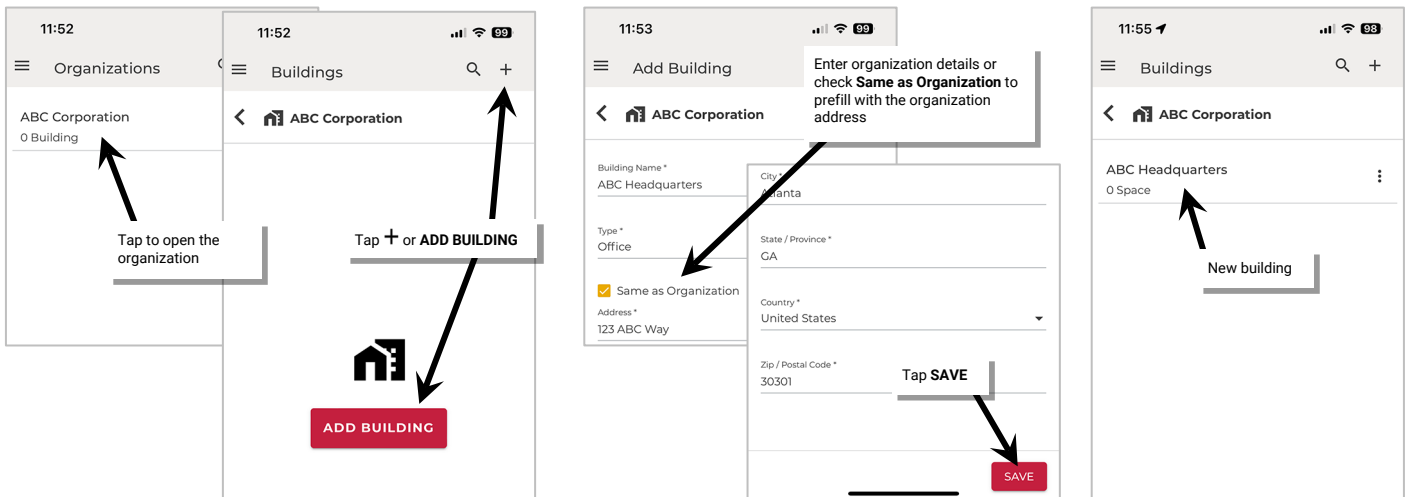 11:52
Organizations
ABC Corporation
0 Building
Tap to open the
organization
11:52
99
Buildings
+
ABC Corporation
Tap + or ADD BUILDING
ADD BUILDING
11:53
99
Add Building
Enter organization details or
check Same as Organization to
prefill with the organization
address
ABC Corporation
Building Name *
ABC Headquarters
Type *
Office
Same as Organization
Address *
123 ABC Way
City *
Atlanta
State / Province *
GA
Country *
United States
Zip / Postal Code *
30301
Tap SAVE
SAVE
11:55
98
Buildings
+
ABC Corporation
ABC Headquarters
0 Space
New building